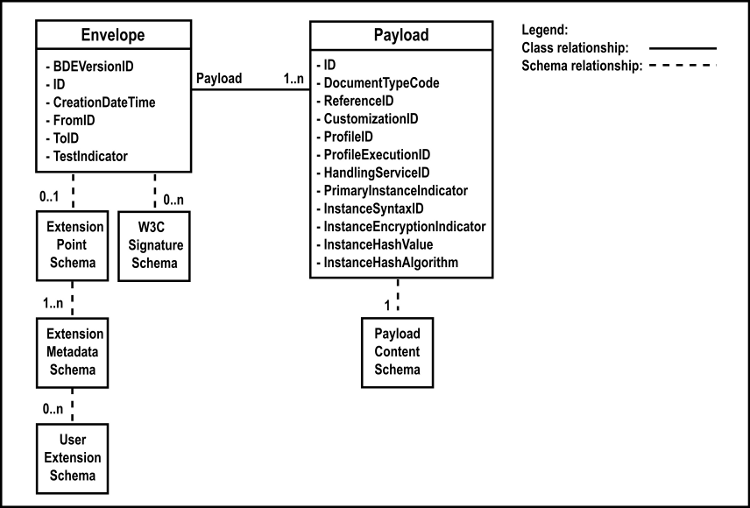 Envelope
- BDEVersionID
- ID
- CreationDateTime
- FromID
- ToID
- TestIndicator
Payload
1..n
Payload
- ID
- DocumentTypeCode
- ReferenceID
- CustomizationID
- ProfileID
- ProfileExecutionID
- HandlingServiceID
- PrimaryInstanceIndicator
- InstanceSyntaxID
- InstanceEncryptionIndicator
- InstanceHashValue
- InstanceHashAlgorithm
Legend:
Class relationship:
Schema relationship:
0..1
0..n
Extension
Point
Schema
W3C
Signature
Schema
1..n
Extension
Metadata
Schema
0..n
User
Extension
Schema
1
Payload
Content
Schema